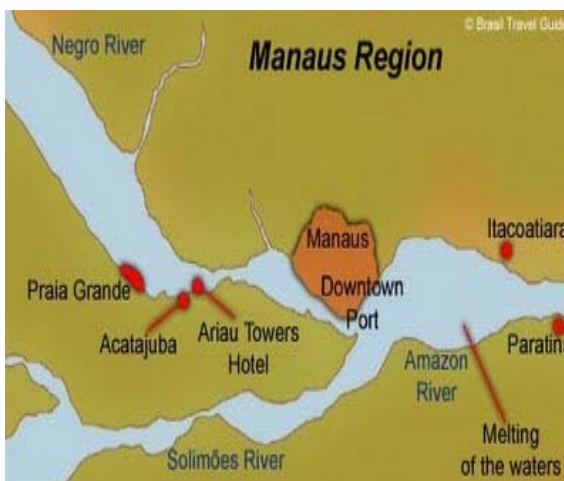 © Brasil Travel Guide
Negro River
Manaus Region
Itacoatiara
Manaus
Praia Grande
Downtown
Port
Acatajuba
Ariau Towers
Hotel
Paratins
Amazon
River
Solimões River
Melting
of the waters